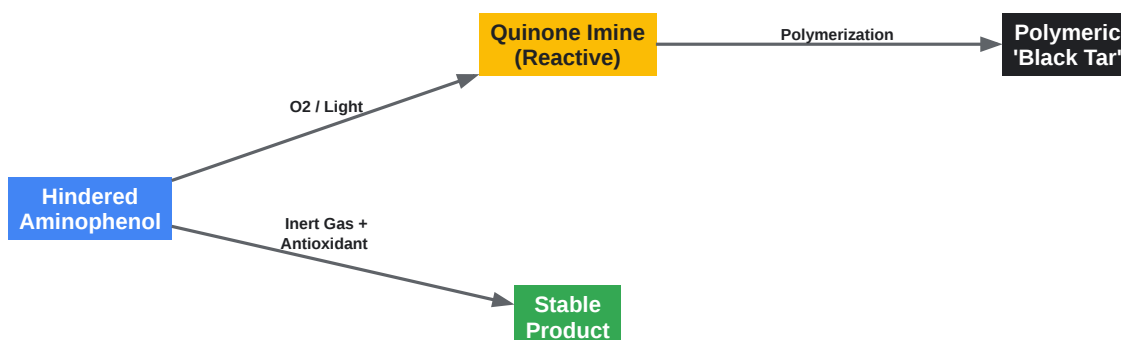 Quinone Imine
(Reactive)
Polymerization
Polymeric
'Black Tar'
O2 / Light
Hindered
Aminophenol
Inert Gas +
Antioxidant
Stable
Product